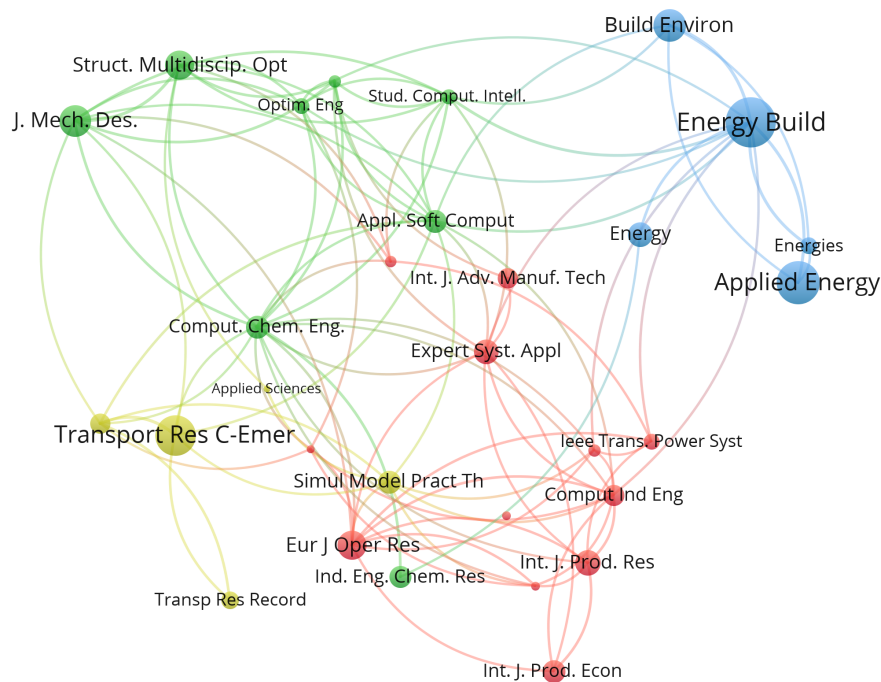 Build Environ
Struct. Multidiscip. Opt
Stud. Comput. Intell.
Optim. Eng
J. Mech. Des.
Energy Build
Appl. Soft Comput
Energy
Energies
Int. J. Adv. Manuf. Tech
Applied Energy
Comput. Chem. Eng.
Expert Syst. Appl
Applied Sciences
Transport Res C-Emer
Ieee Trans. Power Syst
Simul Model Pract Th
Comput Ind Eng
Eur J Oper Res
Int. J. Prod. Res
Ind. Eng. Chem. Res
Transp Res Record
Int. J. Prod. Econ